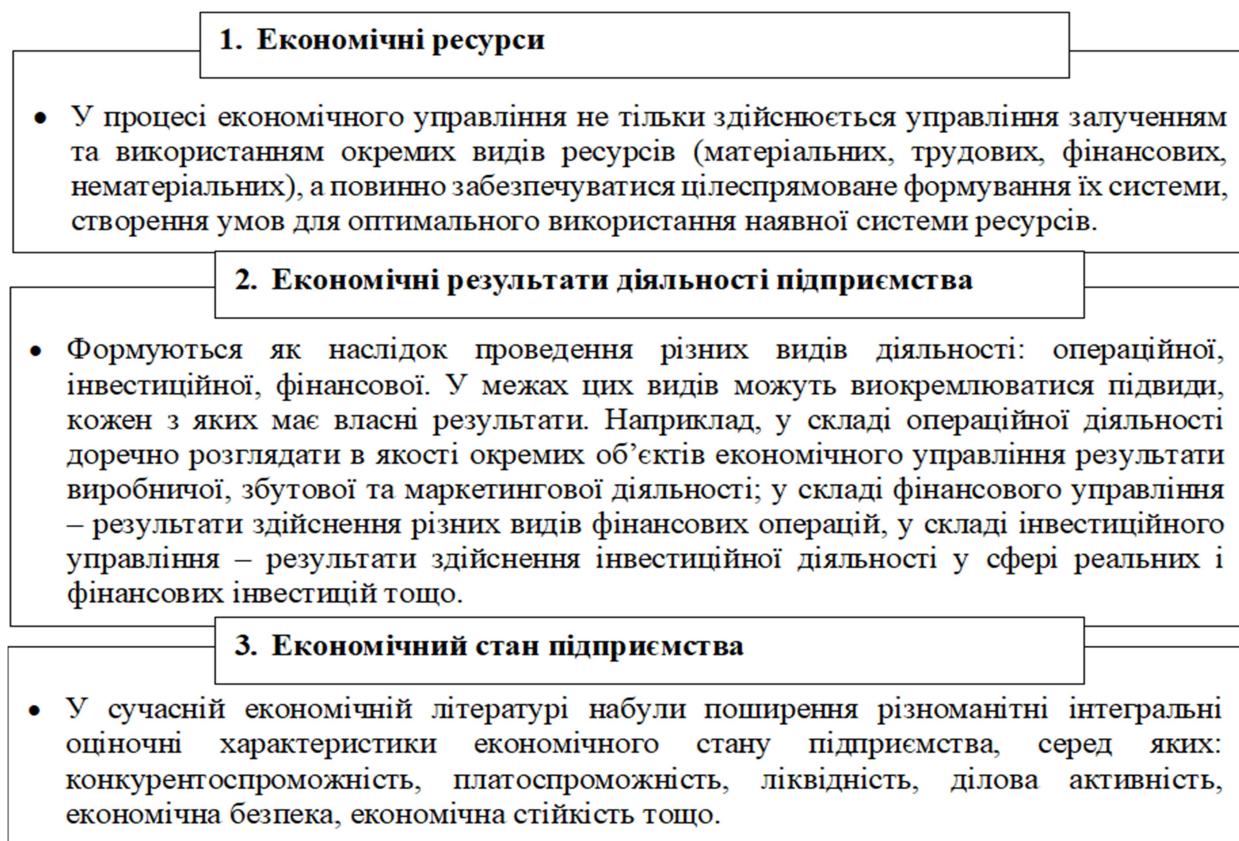 1. Економічні ресурси
• У процесі економічного управління не тільки здійснюється управління залученням
та використанням окремих видів ресурсів (матеріальних, трудових, фінансових,
нематеріальних), а повинно забезпечуватися цілеспрямоване формування їх системи,
створення умов для оптимального використання наявної системи ресурсів.
2. Економічні результати діяльності підприємства
• Формуються як наслідок проведення різних видів діяльності: операційної,
інвестиційної, фінансової. У межах цих видів можуть виокремлюватися підвиди,
кожен з яких має власні результати. Наприклад, у складі операційної діяльності
доречно розглядати в якості окремих об’єктів економічного управління результати
виробничої, збутової та маркетингової діяльності; у складі фінансового управління
– результати здійснення різних видів фінансових операцій, у складі інвестиційного
управління – результати здійснення інвестиційної діяльності у сфері реальних і
фінансових інвестицій тощо.
3. Економічний стан підприємства
• У сучасній економічній літературі набули поширення різноманітні інтегральні
оціночні характеристики економічного стану підприємства, серед яких:
конкурентоспроможність, платоспроможність, ліквідність, ділова активність,
економічна безпека, економічна стійкість тощо.